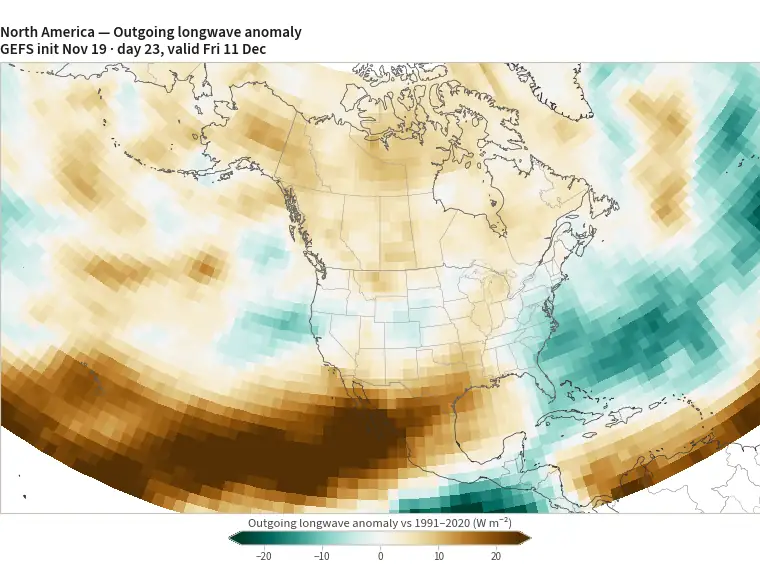 North America — Outgoing longwave anomaly
GEFS init Nov 19 · day 23, valid Fri 11 Dec
Outgoing longwave anomaly vs 1991–2020 (W m⁻²)
−20 −10 0 10 20